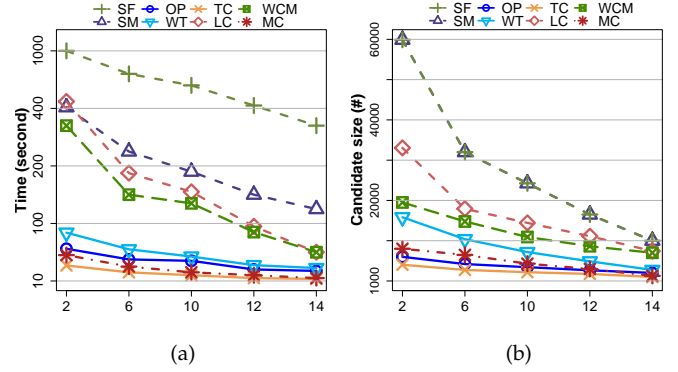 SF OP TC WCM
SM WT LC MC
Time (second)
1000
400
200
100
10
2 6 10 12 14
(a)
SF OP TC WCM
SM WT LC MC
Candidate size (#)
60000
40000
20000
1000
2 6 10 12 14
(b)